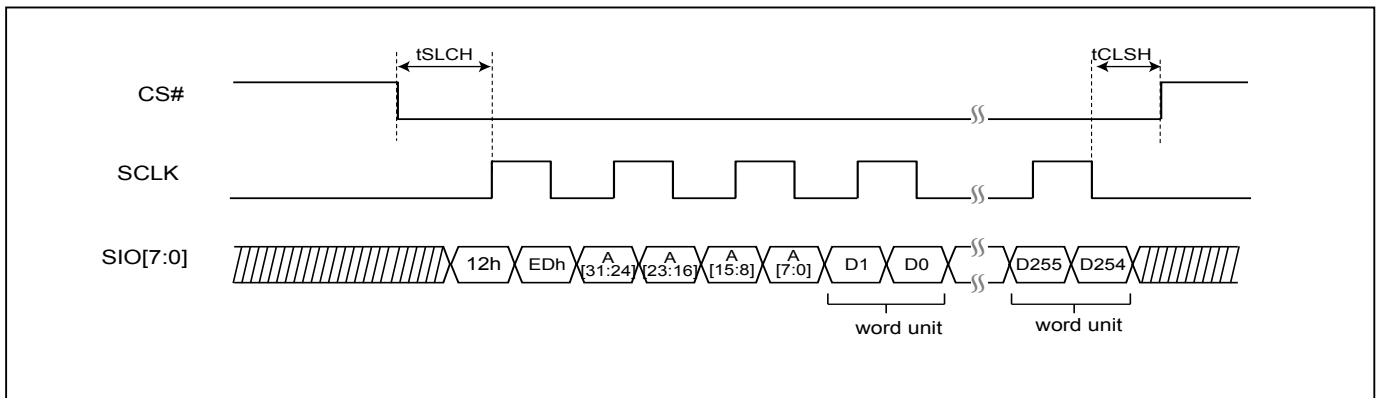 tSLCH
tCLSH
CS#
SCLK
SIO[7:0]
12h
EDh
A
[31:24]
A
[23:16]
A
[15:8]
A
[7:0]
D1
D0
D255
D254
word unit
word unit